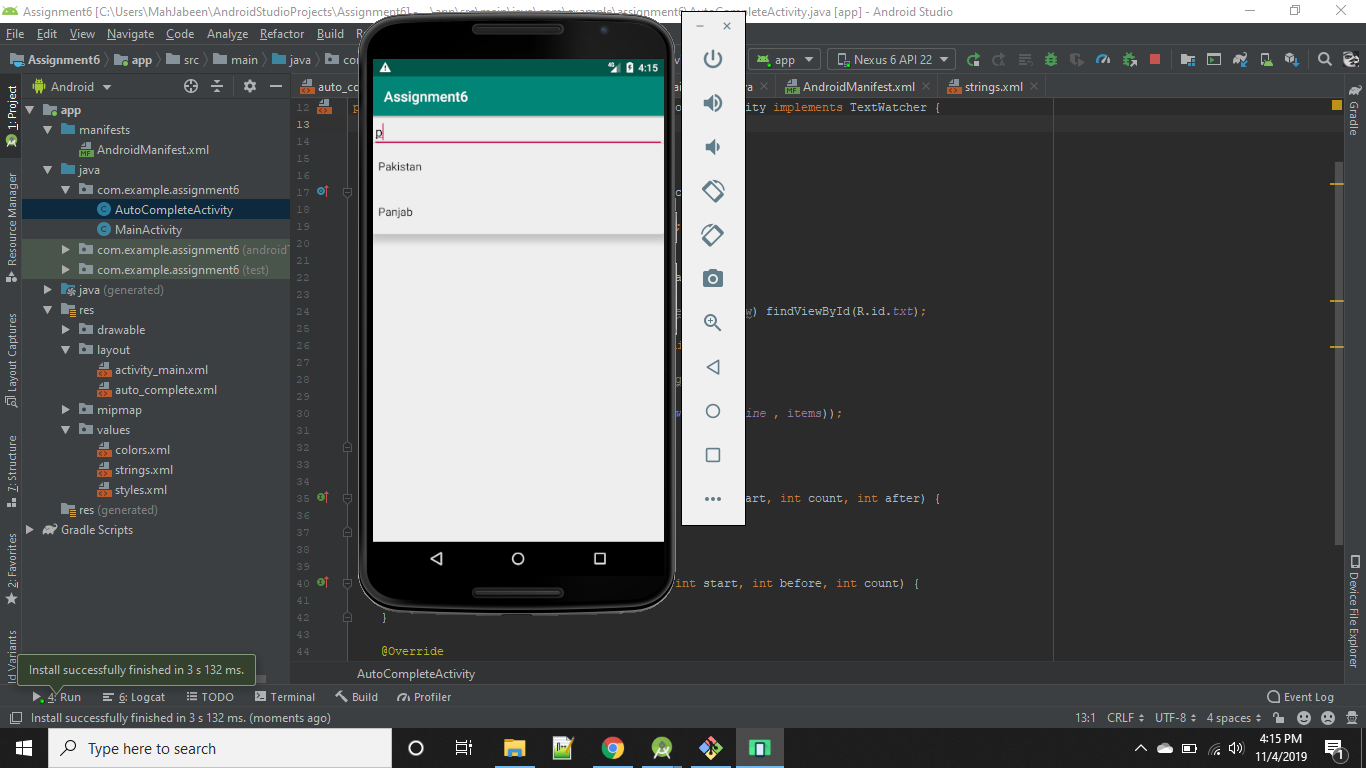 Assignment6 [C:\Users\MahJabeen\AndroidStudioProjects\Assignment6] - ...\app\src\main\java\com\example\assignment6\AutoCompleteActivity.java [app] - Android Studio
File Edit View Navigate Code Analyze Refactor Build
Assignment6 app src main java app Nexus 6 API 22
Android AndroidManifest.xml strings.xml
1: Project
Resource Manager
Layout Captures
7: Structure
2: Favorites
Gradle
Device File Explorer
app
manifests
AndroidManifest.xml
java
com.example.assignment6
AutoCompleteActivity
MainActivity
com.example.assignment6
com.example.assignment6 (test)
java (generated)
res
drawable
layout
activity_main.xml
auto_complete.xml
mipmap
values
colors.xml
strings.xml
styles.xml
res (generated)
Gradle Scripts
4G 4:15
Assignment6
p
Pakistan
Panjab
12 implements TextWatcher {
13
14
15
16
17
18
19
20
21
22
23
24 findViewById(R.id.txt);
25
26
27
28
29
30 , items));
31
32
33
34
35 int count, int after) {
36
37
38
39
40 int start, int before, int count) {
41
42 }
43
44 @Override
AutoCompleteActivity
Install successfully finished in 3 s 132 ms.
4: Run 6: Logcat TODO Terminal Build Profiler Event Log
Install successfully finished in 3 s 132 ms. (moments ago) 13:1 CRLF UTF-8 4 spaces
Type here to search
4:15 PM
11/4/2019
1